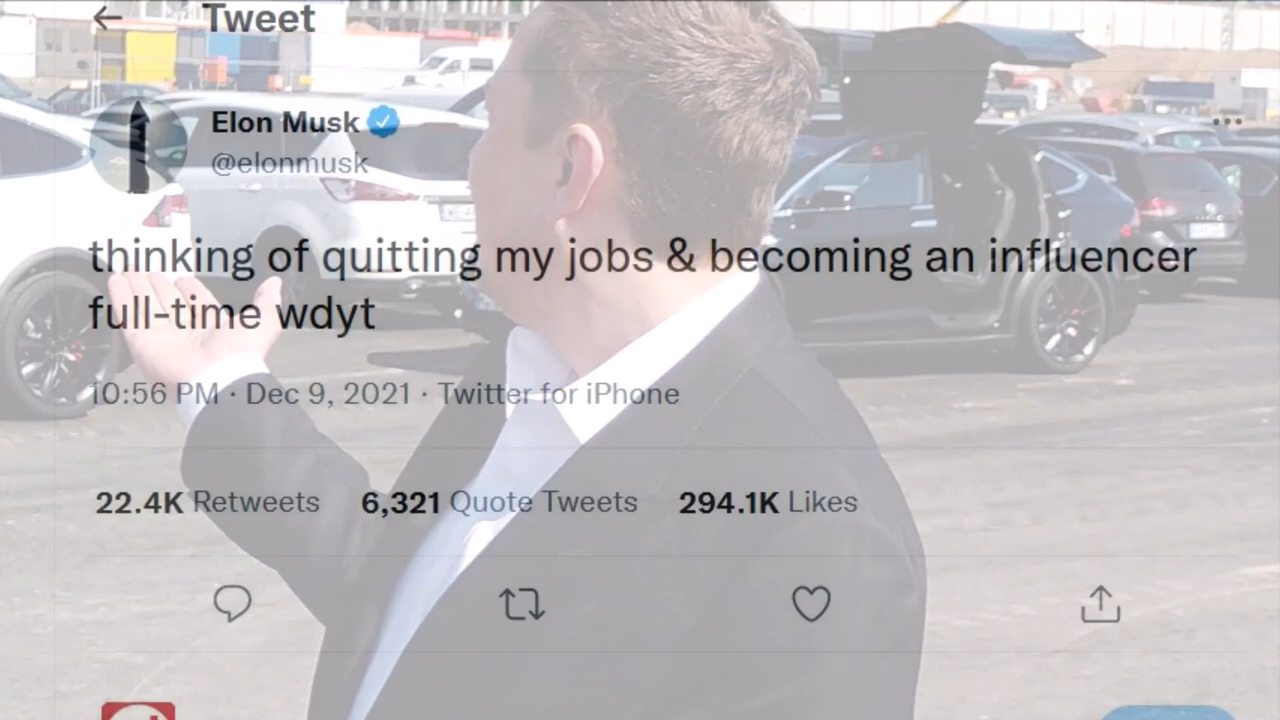 Tweet
Elon Musk
@elonmusk
thinking of quitting my jobs & becoming an influencer
full-time wdyt
10:56 PM · Dec 9, 2021 · Twitter for iPhone
22.4K Retweets 6,321 Quote Tweets 294.1K Likes